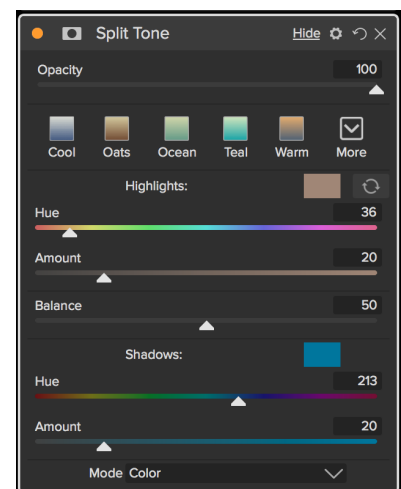 Split Tone Hide
Opacity 100
Cool Oats Ocean Teal Warm More
Highlights:
Hue 36
Amount 20
Balance 50
Shadows:
Hue 213
Amount 20
Mode Color